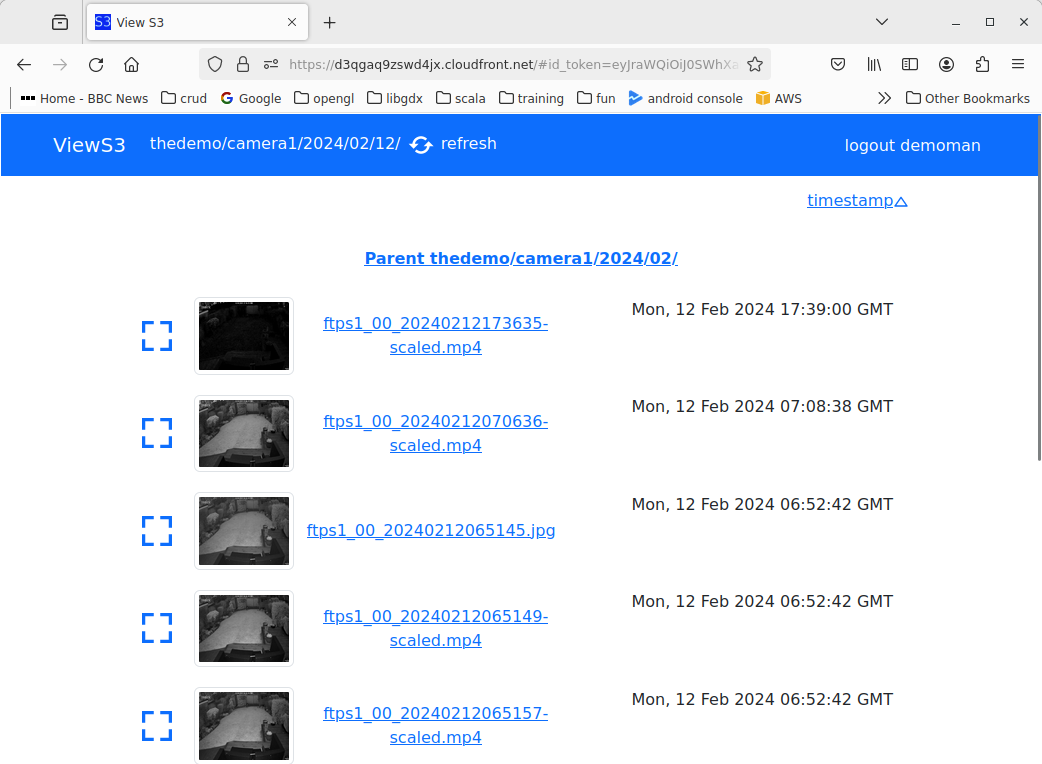 S3 View S3
https://d3qgaq9zswd4jx.cloudfront.net/#id_token=eyJraWQiOiJ0SWhXa
Home - BBC News crud Google opengl libgdx scala training fun android console AWS Other Bookmarks
ViewS3 thedemo/camera1/2024/02/12/ refresh logout demoman
timestamp
Parent thedemo/camera1/2024/02/
Mon, 12 Feb 2024 17:39:00 GMT
ftps1_00_20240212173635-
scaled.mp4
Mon, 12 Feb 2024 07:08:38 GMT
ftps1_00_20240212070636-
scaled.mp4
Mon, 12 Feb 2024 06:52:42 GMT
ftps1_00_20240212065145.jpg
Mon, 12 Feb 2024 06:52:42 GMT
ftps1_00_20240212065149-
scaled.mp4
Mon, 12 Feb 2024 06:52:42 GMT
ftps1_00_20240212065157-
scaled.mp4